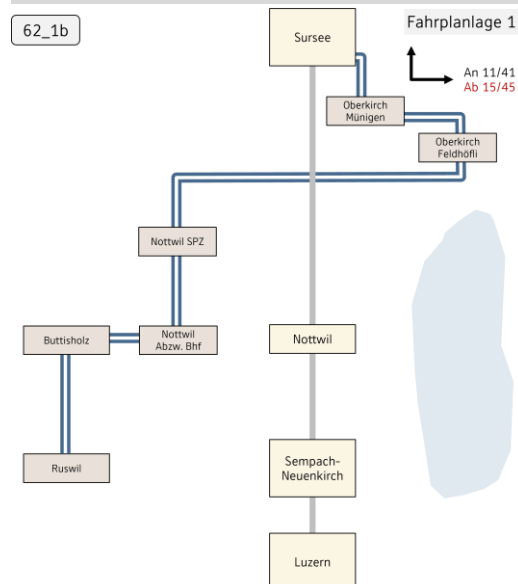 62_1b
Fahrplanlage 1
An 11/41
Ab 15/45
Sursee
Oberkirch
Münigen
Oberkirch
Feldhöfli
Nottwil SPZ
Buttisholz
Nottwil
Abzw. Bhf
Nottwil
Ruswil
Sempach-
Neuenkirch
Luzern